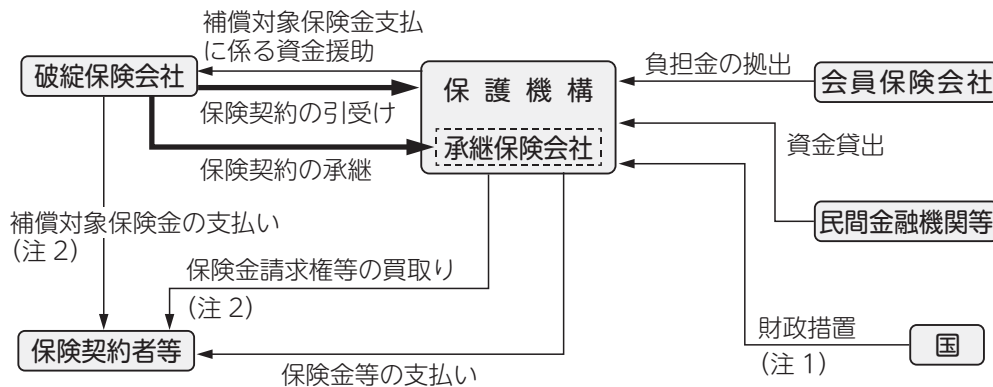 補償対象保険金支払
に係る資金援助
破綻保険会社
保険契約の引受け
保険契約の承継
保護機構
承継保険会社
負担金の拠出
会員保険会社
資金貸出
民間金融機関等
補償対象保険金の支払い
(注2)
保険金請求権等の買取り
(注2)
財政措置
(注1)
国
保険契約者等
保険金等の支払い